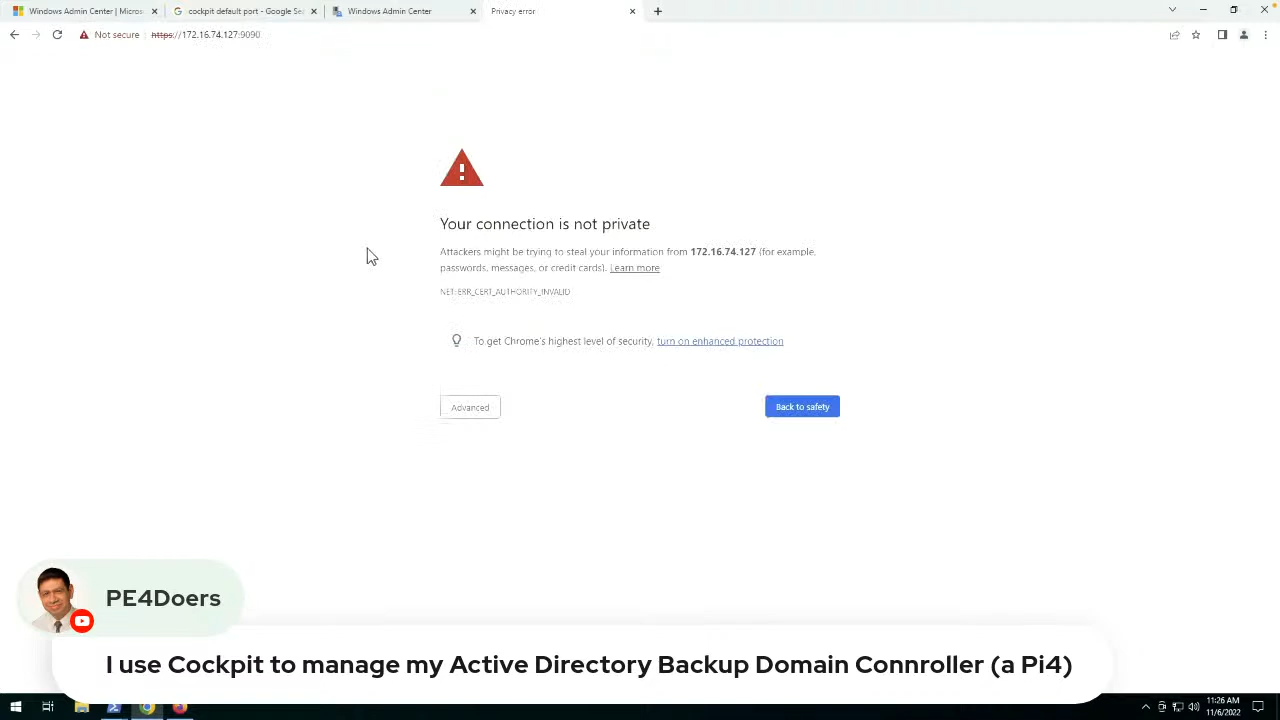 Windows Admin Center | Micros
cockpit default port - Google Sea
Windows Admin Center
Privacy error
Not secure
https://172.16.74.127:9090
Your connection is not private
Attackers might be trying to steal your information from 172.16.74.127 (for example,
passwords, messages, or credit cards). Learn more
NET::ERR_CERT_AUTHORITY_INVALID
To get Chrome's highest level of security, turn on enhanced protection
Advanced
Back to safety
PE4Doers
I use Cockpit to manage my Active Directory Backup Domain Connroller (a Pi4)
11:26 AM
11/6/2022